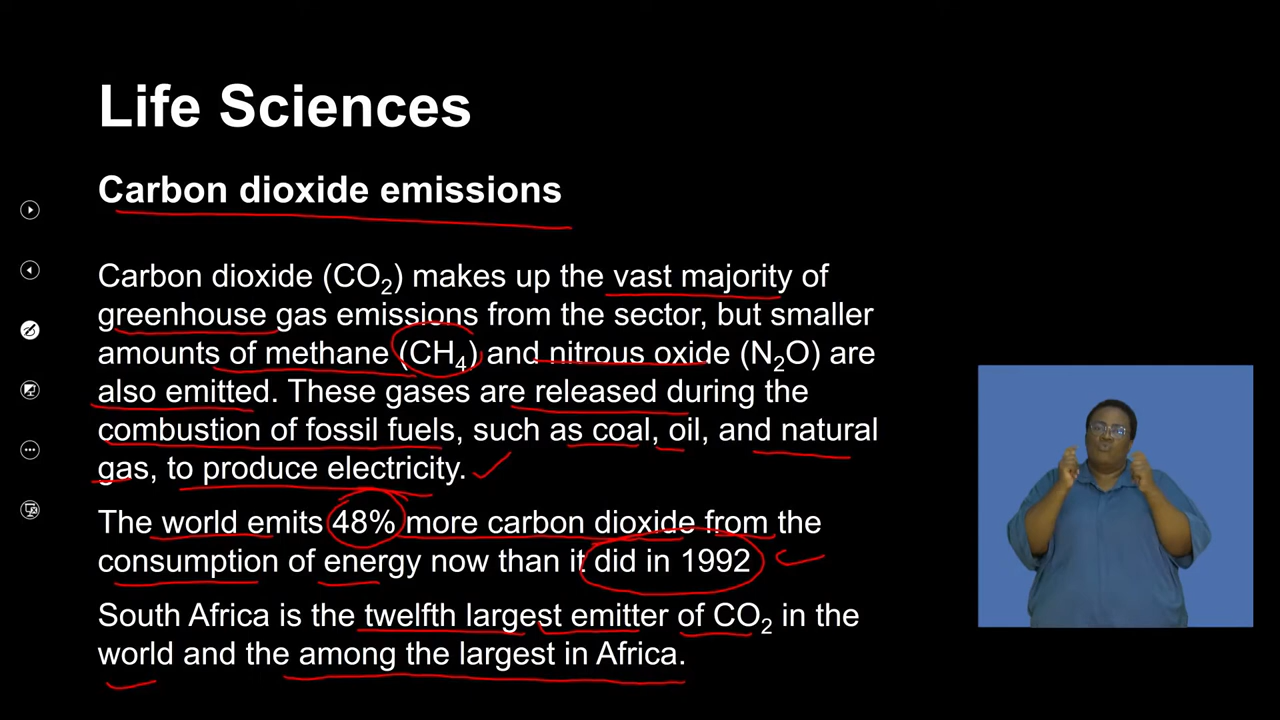 Life Sciences
Carbon dioxide emissions
Carbon dioxide (CO₂) makes up the vast majority of
greenhouse gas emissions from the sector, but smaller
amounts of methane (CH₄) and nitrous oxide (N₂O) are
also emitted. These gases are released during the
combustion of fossil fuels, such as coal, oil, and natural
gas, to produce electricity.
The world emits 48% more carbon dioxide from the
consumption of energy now than it did in 1992
South Africa is the twelfth largest emitter of CO₂ in the
world and the among the largest in Africa.